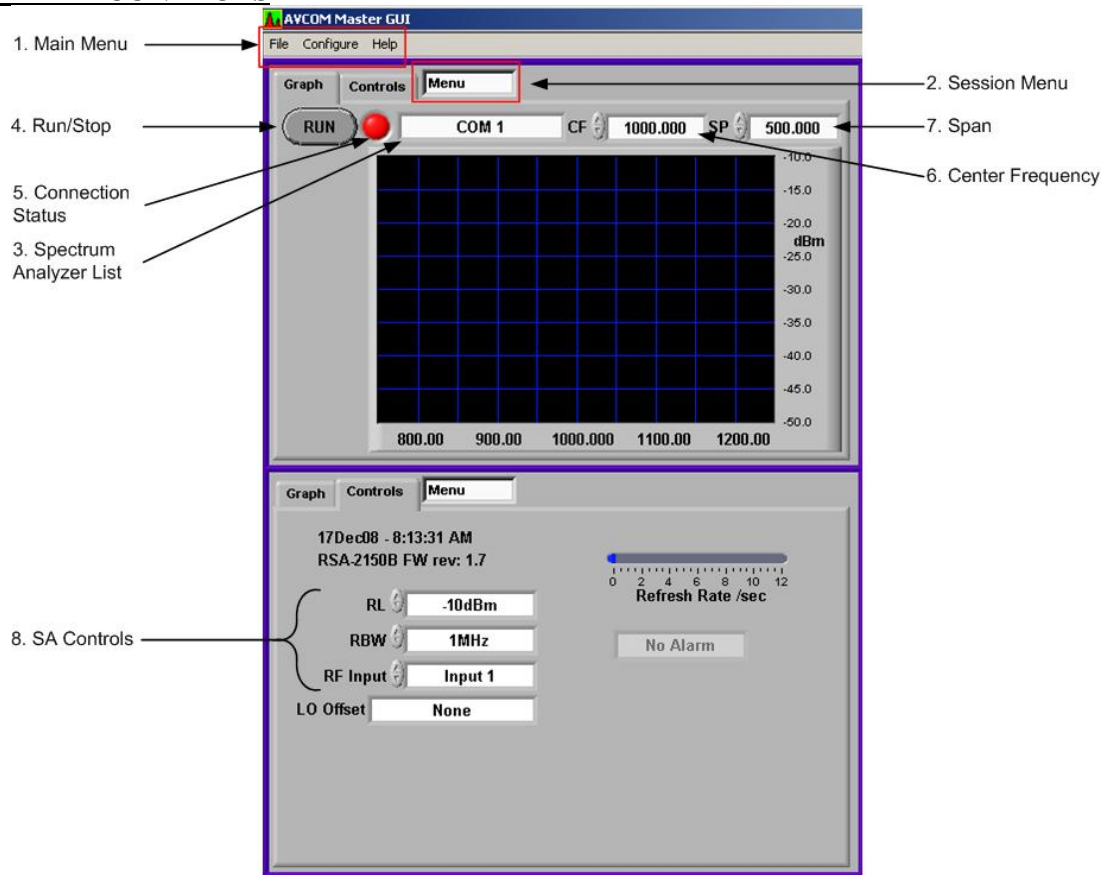 AVCOM Master GUI
1. Main Menu
File Configure Help
Graph Controls Menu
2. Session Menu
4. Run/Stop
RUN COM 1 CF 1000.000 SP 500.000
7. Span
6. Center Frequency
5. Connection
Status
3. Spectrum
Analyzer List
-10.0
-15.0
-20.0
dBm
-25.0
-30.0
-35.0
-40.0
-45.0
-50.0
800.00 900.00 1000.000 1100.00 1200.00
Graph Controls Menu
17Dec08 - 8:13:31 AM
RSA-2150B FW rev: 1.7
0 2 4 6 8 10 12
Refresh Rate /sec
8. SA Controls
RL -10dBm
RBW 1MHz
No Alarm
RF Input Input 1
LO Offset None